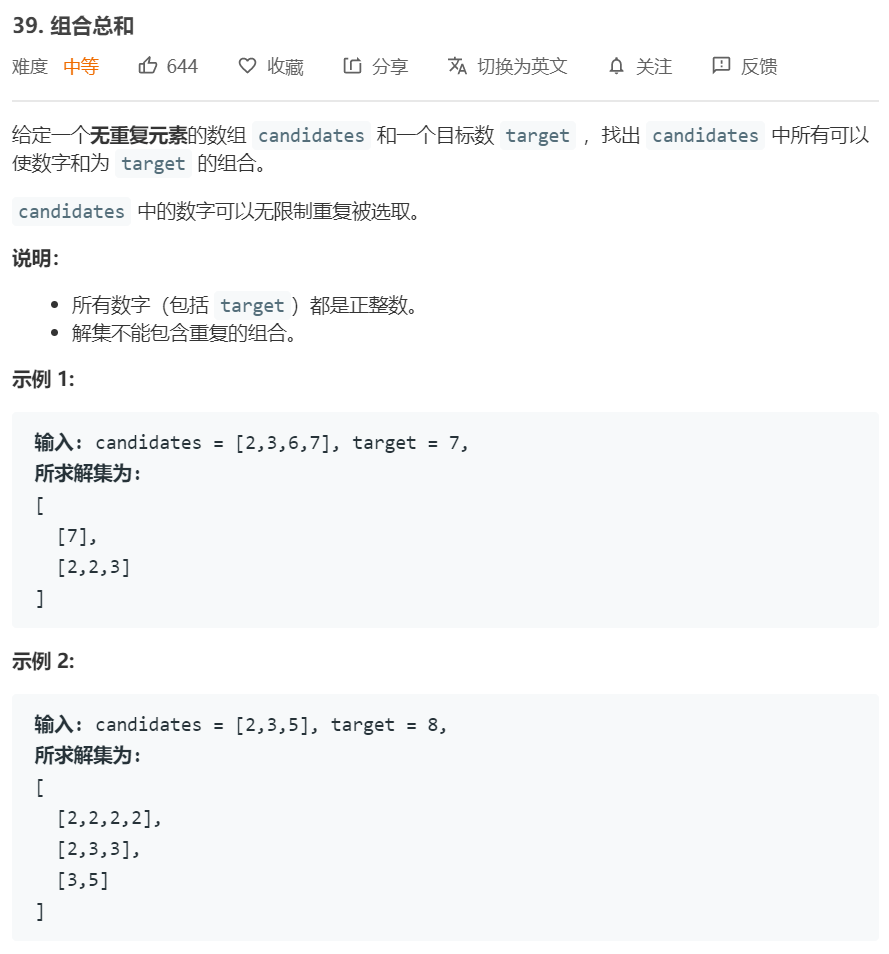 39. 组合总和
难度 中等 644 收藏 分享 切换为英文 关注 反馈
给定一个无重复元素的数组 candidates 和一个目标数 target ，找出 candidates 中所有可以
使数字和为 target 的组合。
candidates 中的数字可以无限制重复被选取。
说明：
所有数字（包括 target）都是正整数。
解集不能包含重复的组合。
示例 1:
输入: candidates = [2,3,6,7], target = 7,
所求解集为:
[
[7],
[2,2,3]
]
示例 2:
输入: candidates = [2,3,5], target = 8,
所求解集为:
[
[2,2,2,2],
[2,3,3],
[3,5]
]